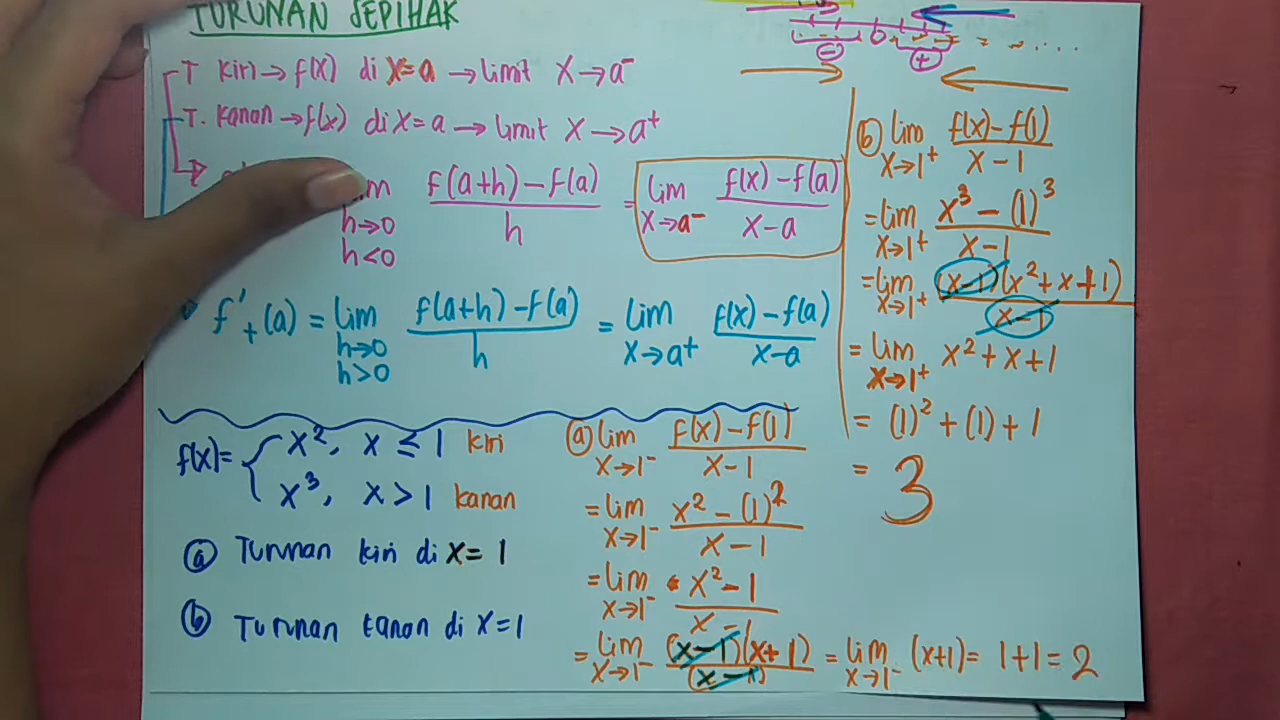 TURUNAN SEPIHAK
T kiri → f(x) di x=a → limit x→a⁻
T. kanan → f(x) di x=a → limit x→a⁺
lim h→0 h<0 f(a+h) − f(a) / h = lim x→a⁻ f(x) − f(a) / x−a
f'₊(a) = lim h→0 h>0 f(a+h) − f(a) / h = lim x→a⁺ f(x) − f(a) / x−a
f(x) = { x², x ≤ 1 kiri
x³, x > 1 kanan
ⓐ Turunan kiri di x = 1
ⓑ Turunan kanan di x = 1
ⓐ lim x→1⁻ f(x) − f(1) / x − 1
= lim x→1⁻ x² − (1)² / x − 1
= lim x→1⁻ x² − 1 / x − 1
= lim x→1⁻ (x−1)(x+1) / (x−1) = lim x→1⁻ (x+1) = 1+1 = 2
0
− +
ⓑ lim x→1⁺ f(x) − f(1) / x − 1
= lim x→1⁺ x³ − (1)³ / x − 1
= lim x→1⁺ (x−1)(x²+x+1) / x−1
= lim x→1⁺ x² + x + 1
= (1)² + (1) + 1
= 3